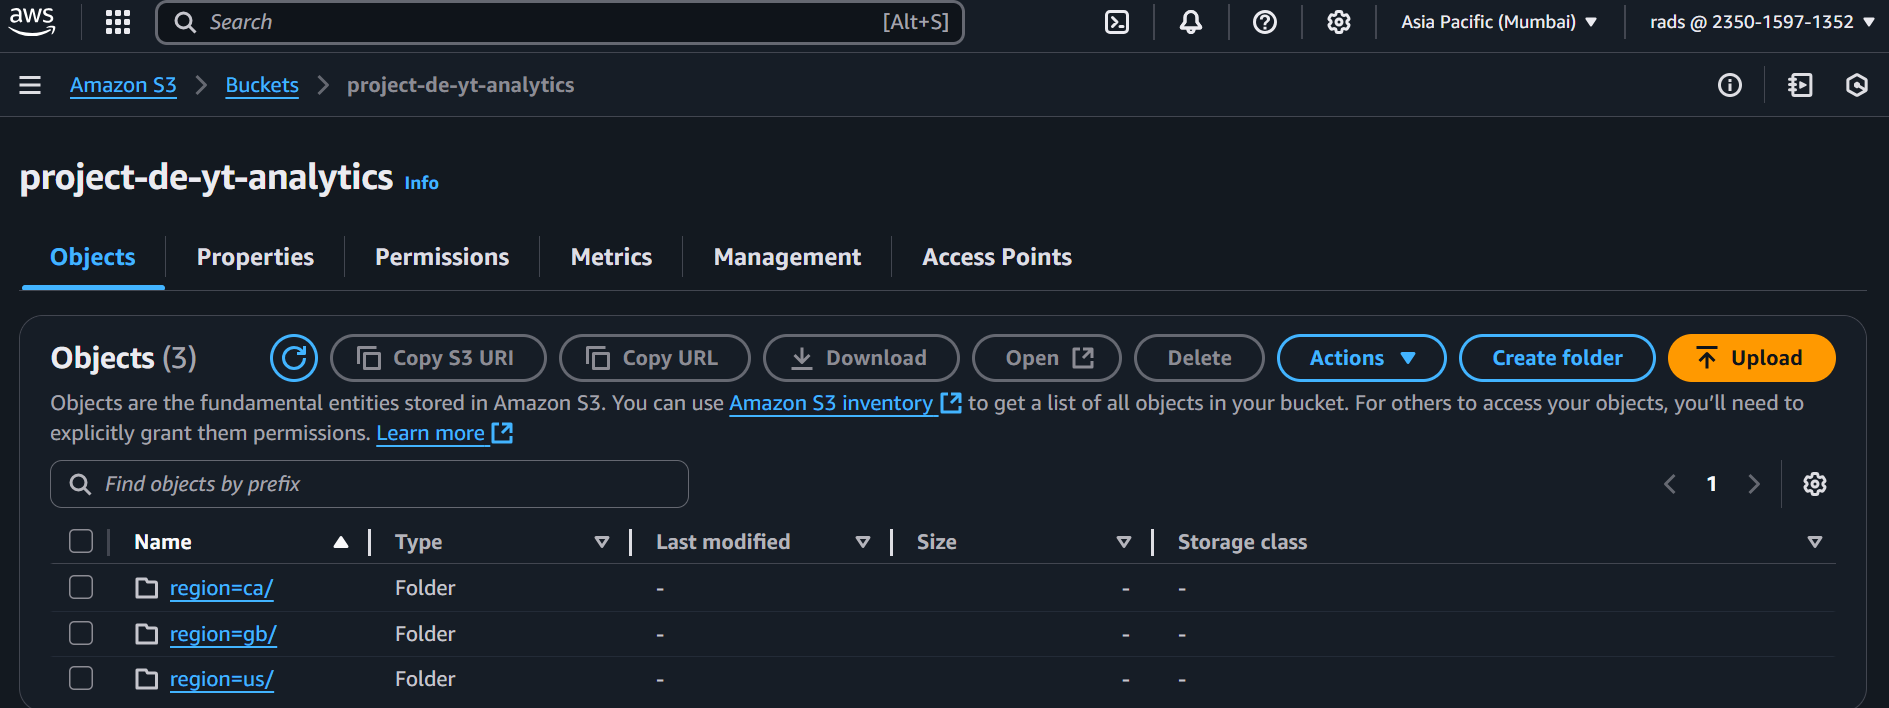 aws Search [Alt+S] Asia Pacific (Mumbai) rads @ 2350-1597-1352
Amazon S3 Buckets project-de-yt-analytics
project-de-yt-analytics Info
Objects Properties Permissions Metrics Management Access Points
Objects (3) Copy S3 URI Copy URL Download Open Delete Actions Create folder Upload
Objects are the fundamental entities stored in Amazon S3. You can use Amazon S3 inventory to get a list of all objects in your bucket. For others to access your objects, you’ll need to
explicitly grant them permissions. Learn more
Find objects by prefix 1
Name Type Last modified Size Storage class
region=ca/ Folder - - -
region=gb/ Folder - - -
region=us/ Folder - - -